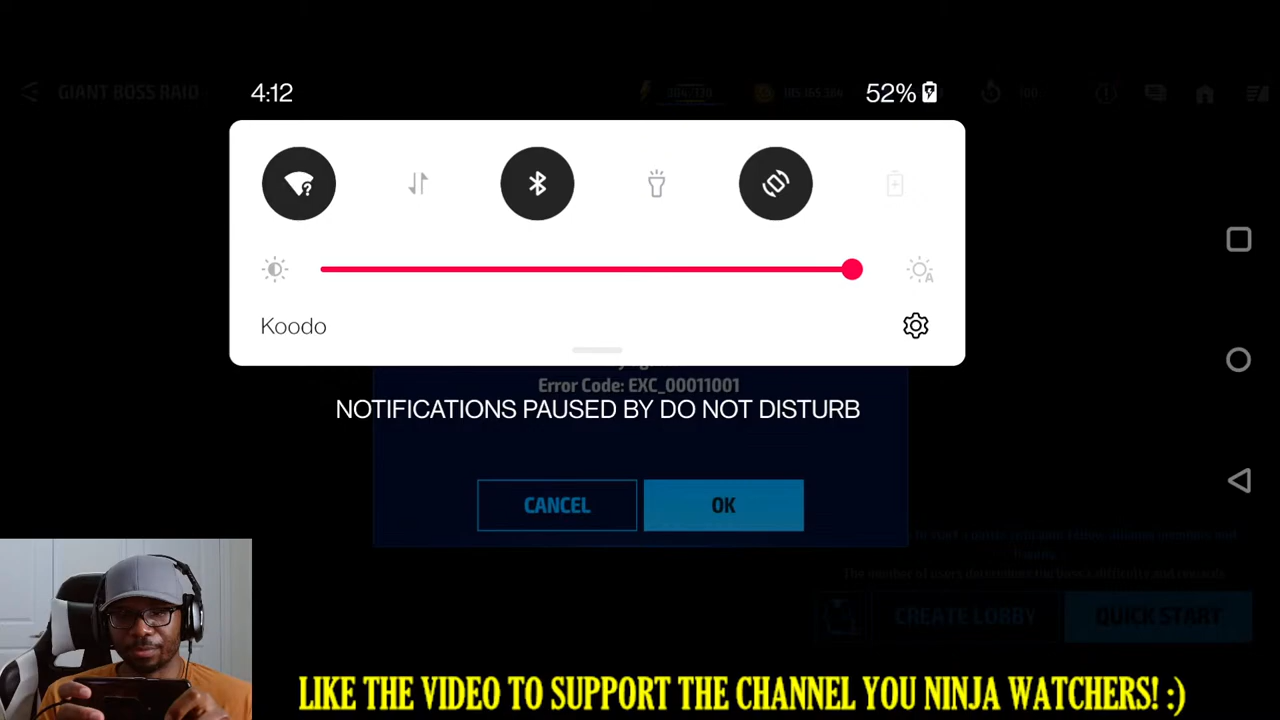 GIANT BOSS RAID
4:12
52%
Koodo
Error Code: EXC_00011001
NOTIFICATIONS PAUSED BY DO NOT DISTURB
CANCEL
OK
CREATE LOBBY
QUICK START
LIKE THE VIDEO TO SUPPORT THE CHANNEL YOU NINJA WATCHERS! :)